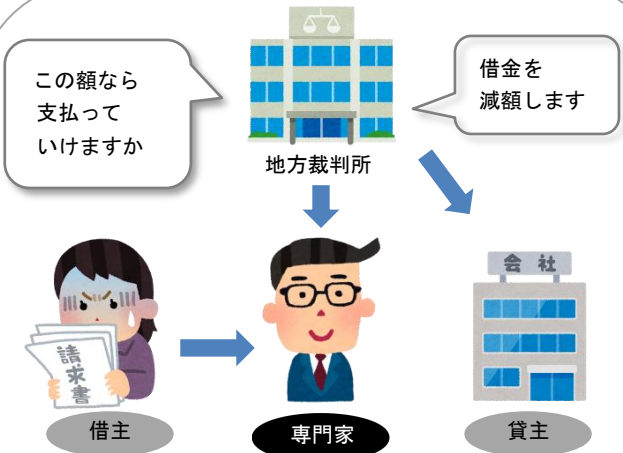 この額なら
支払って
いけますか
借金を
減額します
地方裁判所
会社
請求書
借主
専門家
貸主